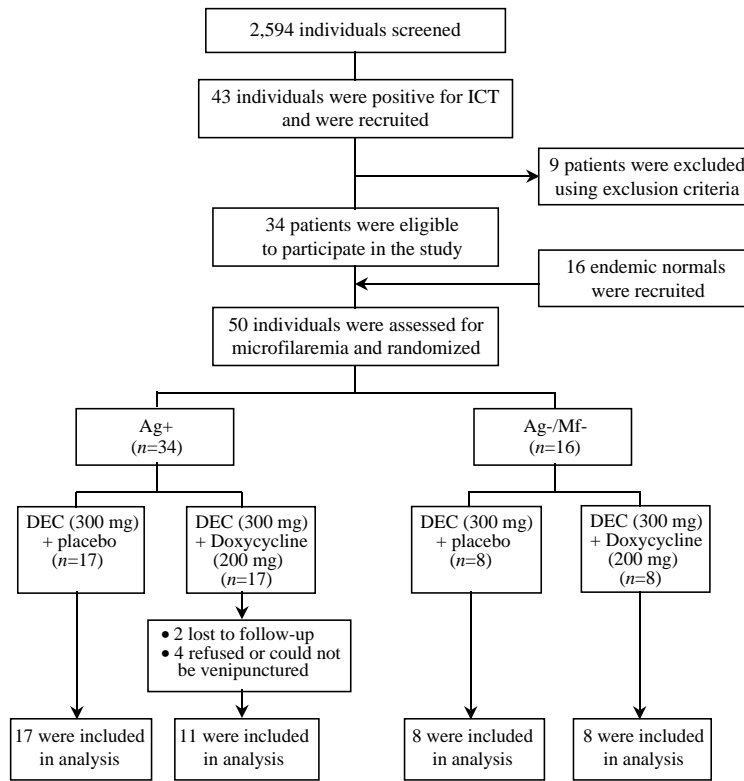 2,594 individuals screened
43 individuals were positive for ICT
and were recruited
9 patients were excluded
using exclusion criteria
34 patients were eligible
to participate in the study
16 endemic normals
were recruited
50 individuals were assessed for
microfilaremia and randomized
Ag+
(n=34)
Ag-/Mf-
(n=16)
DEC (300 mg)
+ placebo
(n=17)
DEC (300 mg)
+ Doxycycline
(200 mg)
(n=17)
DEC (300 mg)
+ placebo
(n=8)
DEC (300 mg)
+ Doxycycline
(200 mg)
(n=8)
• 2 lost to follow-up
• 4 refused or could not
be venipunctured
17 were included
in analysis
11 were included
in analysis
8 were included
in analysis
8 were included
in analysis